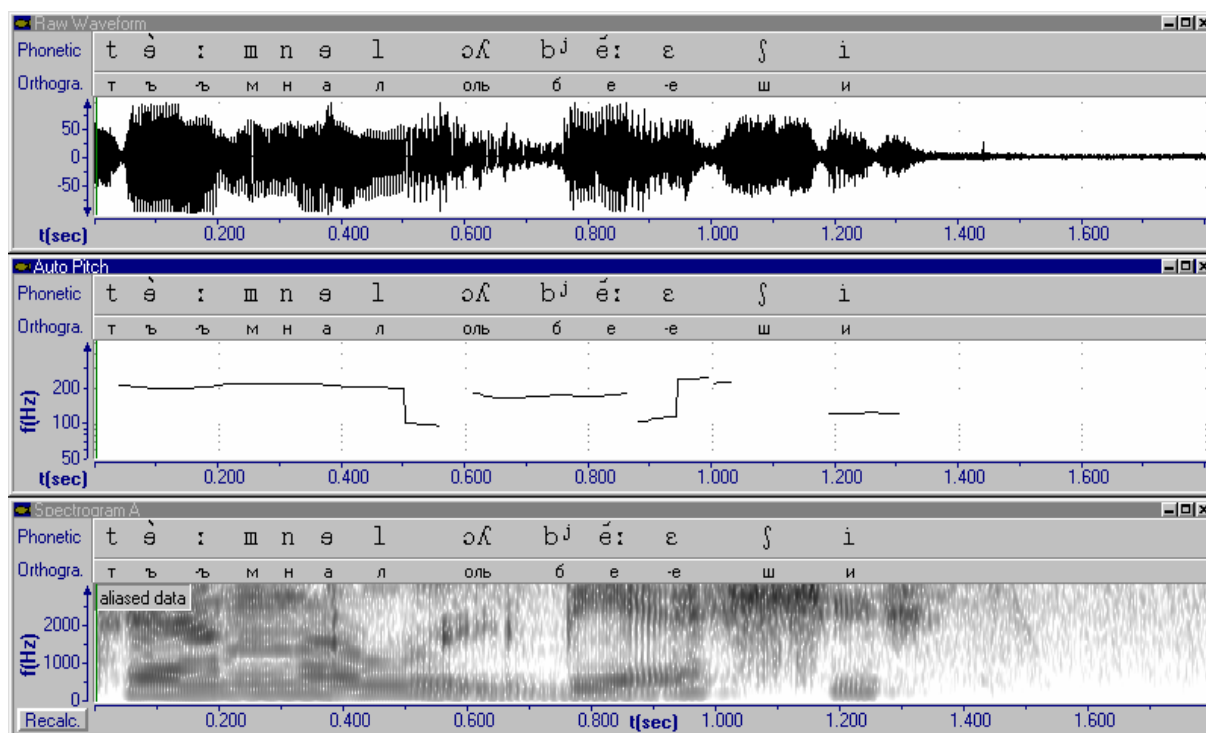 Raw Waveform
Phonetic t ɘ̀ ː m n ɘ l ɔʎ bʲ é̆ː ɛ ʃ i
Orthogra. т ъ -ъ м н а л оль б е -е ш и
50
0
-50
t(sec) 0.200 0.400 0.600 0.800 1.000 1.200 1.400 1.600
Auto Pitch
Phonetic t ɘ̀ ː m n ɘ l ɔʎ bʲ é̆ː ɛ ʃ i
Orthogra. т ъ -ъ м н а л оль б е -е ш и
f(Hz)
200
100
50
t(sec) 0.200 0.400 0.600 0.800 1.000 1.200 1.400 1.600
Spectrogram A
Phonetic t ɘ̀ ː m n ɘ l ɔʎ bʲ é̆ː ɛ ʃ i
Orthogra. т ъ -ъ м н а л оль б е -е ш и
aliased data
f(Hz)
2000
1000
0
Recalc. 0.200 0.400 0.600 0.800 t(sec) 1.000 1.200 1.400 1.600